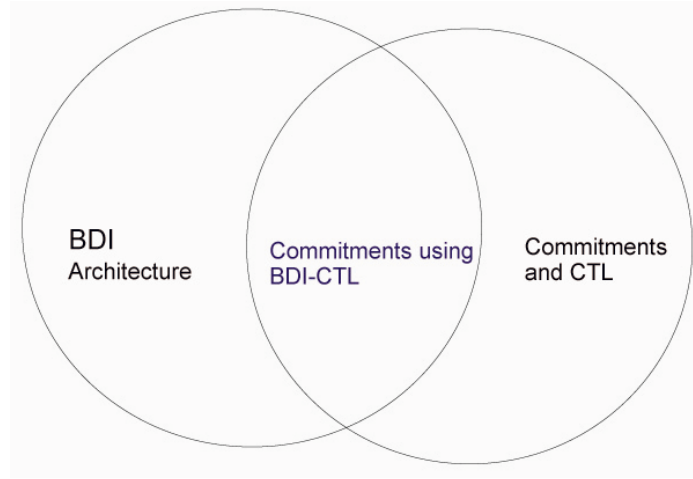 BDI
Architecture
Commitments using
BDI-CTL
Commitments
and CTL